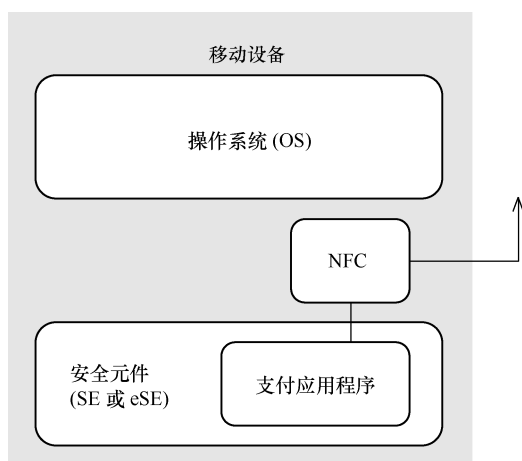 移动设备
操作系统 (OS)
NFC
安全元件
(SE 或 eSE)
支付应用程序